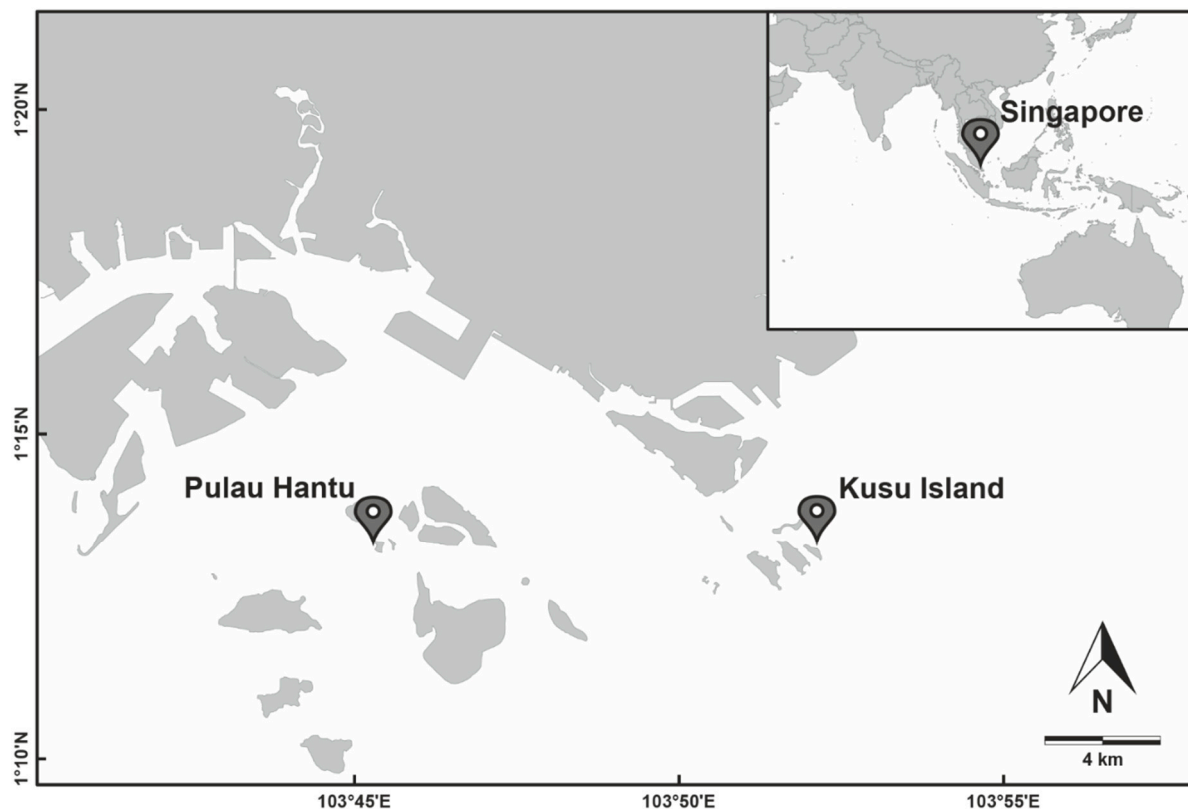 Singapore
1°20'N
1°15'N
Pulau Hantu
Kusu Island
N
4 km
1°10'N
103°45'E
103°50'E
103°55'E